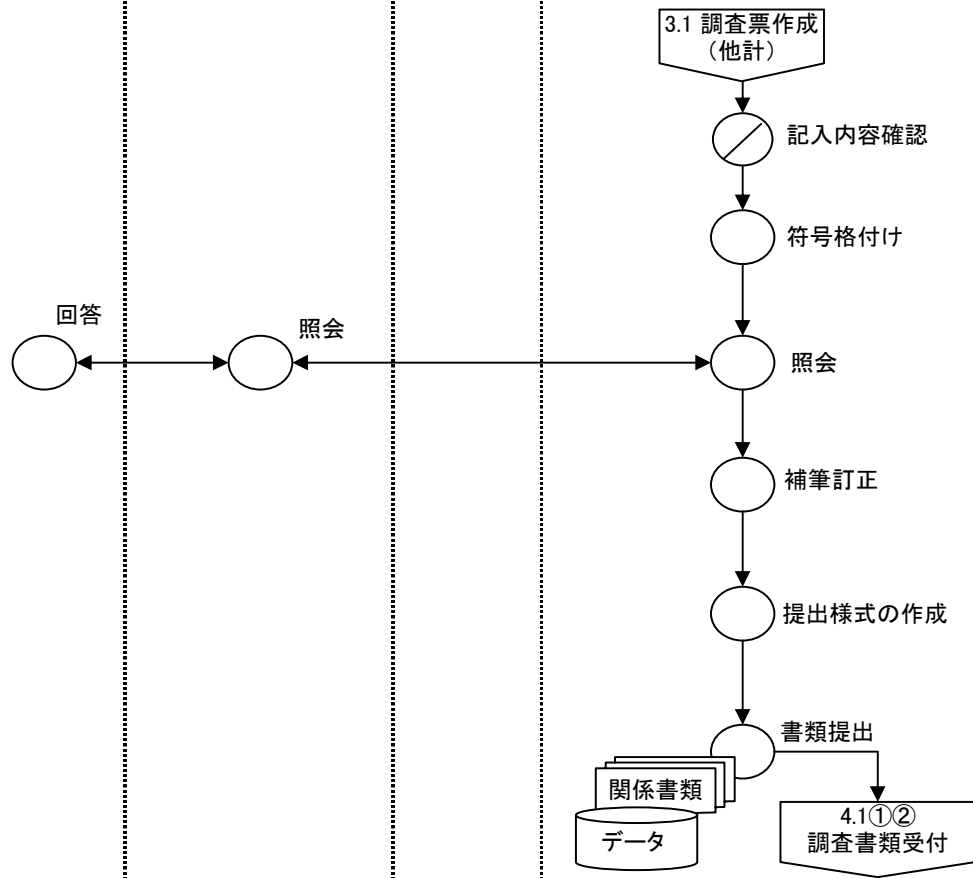 3.1 調査票作成
（他計）
記入内容確認
符号格付け
回答
照会
照会
補筆訂正
提出様式の作成
書類提出
関係書類
データ
4.1①②
調査書類受付